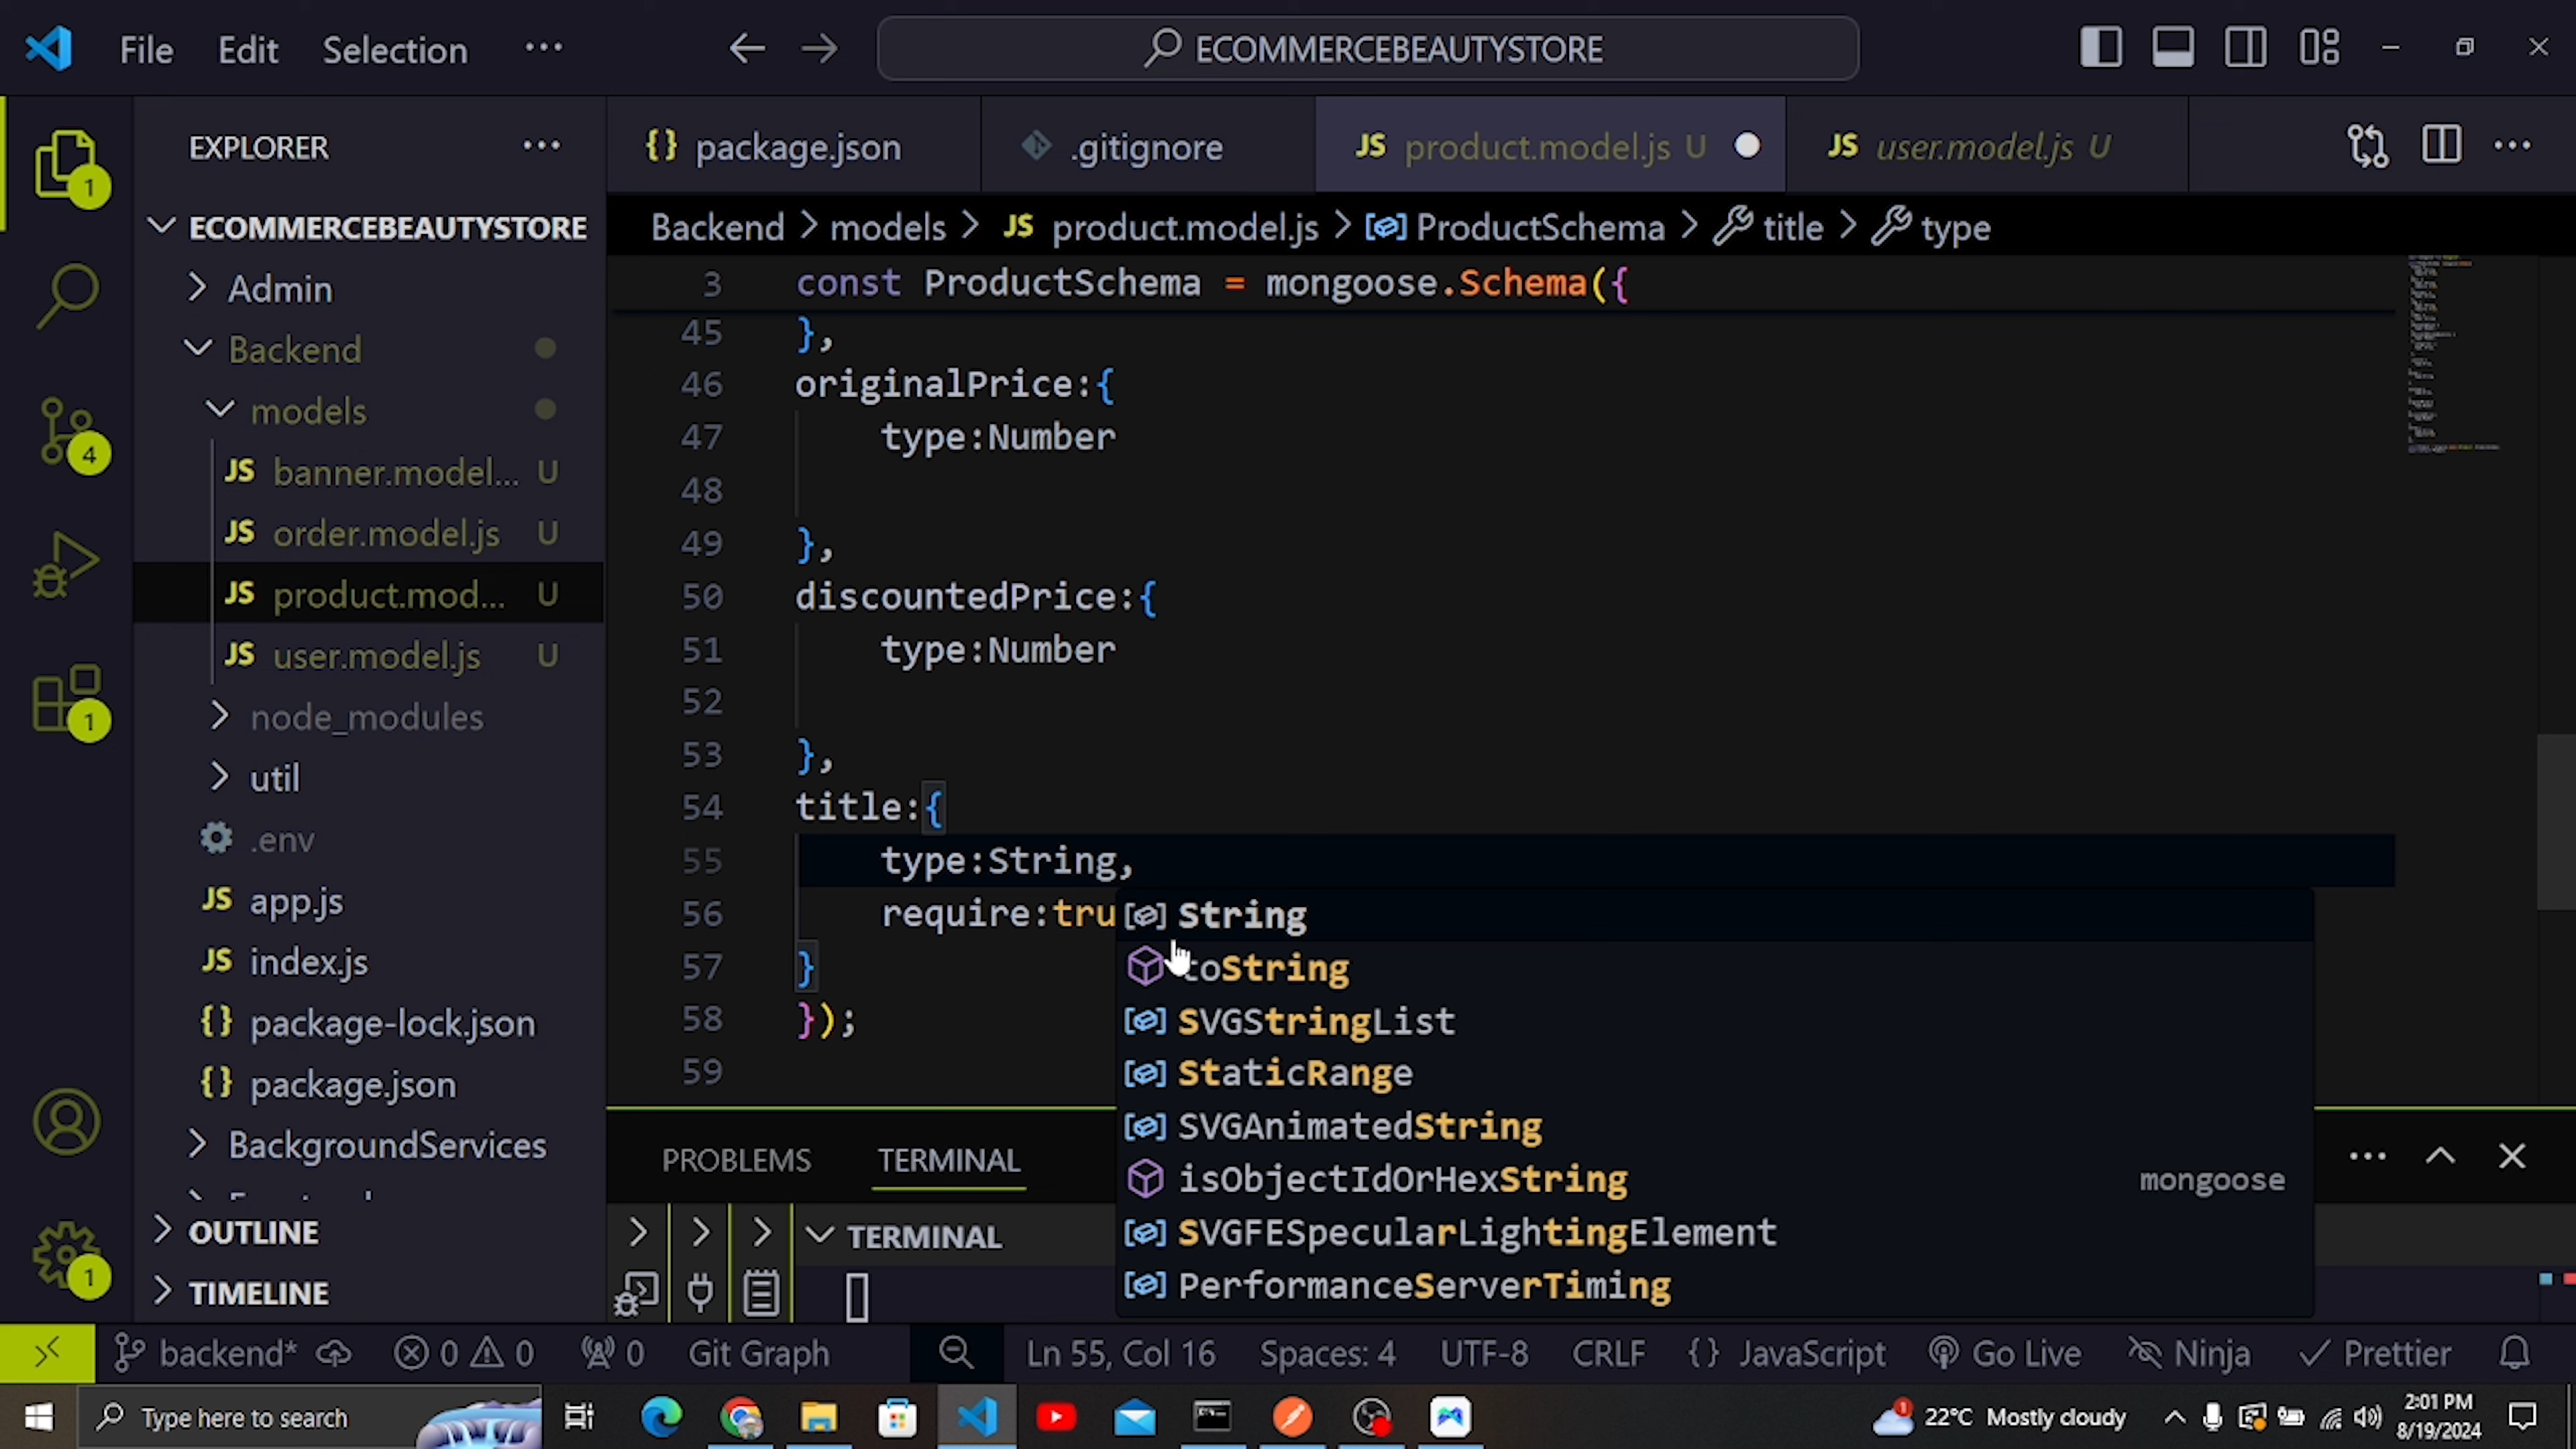 File Edit Selection ··· ECOMMERCEBEAUTYSTORE
EXPLORER ···
ECOMMERCEBEAUTYSTORE
Admin
Backend
models
JS banner.model... U
JS order.model.js U
JS product.mod... U
JS user.model.js U
node_modules
util
.env
JS app.js
JS index.js
{} package-lock.json
{} package.json
BackgroundServices
OUTLINE
TIMELINE
1
4
1
1
{} package.json .gitignore JS product.model.js U JS user.model.js U ···
Backend > models > JS product.model.js > ProductSchema > title > type
3 const ProductSchema = mongoose.Schema({
45 },
46 originalPrice:{
47 type:Number
48
49 },
50 discountedPrice:{
51 type:Number
52
53 },
54 title:{
55 type:String,
56 require:tru
57 }
58 });
59
String
toString
SVGStringList
StaticRange
SVGAnimatedString
isObjectIdOrHexString mongoose
SVGFESpecularLightingElement
PerformanceServerTiming
PROBLEMS TERMINAL ···
TERMINAL
backend* 0 0 0 Git Graph Ln 55, Col 16 Spaces: 4 UTF-8 CRLF {} JavaScript Go Live Ninja Prettier
Type here to search 1 22°C Mostly cloudy 2:01 PM
8/19/2024